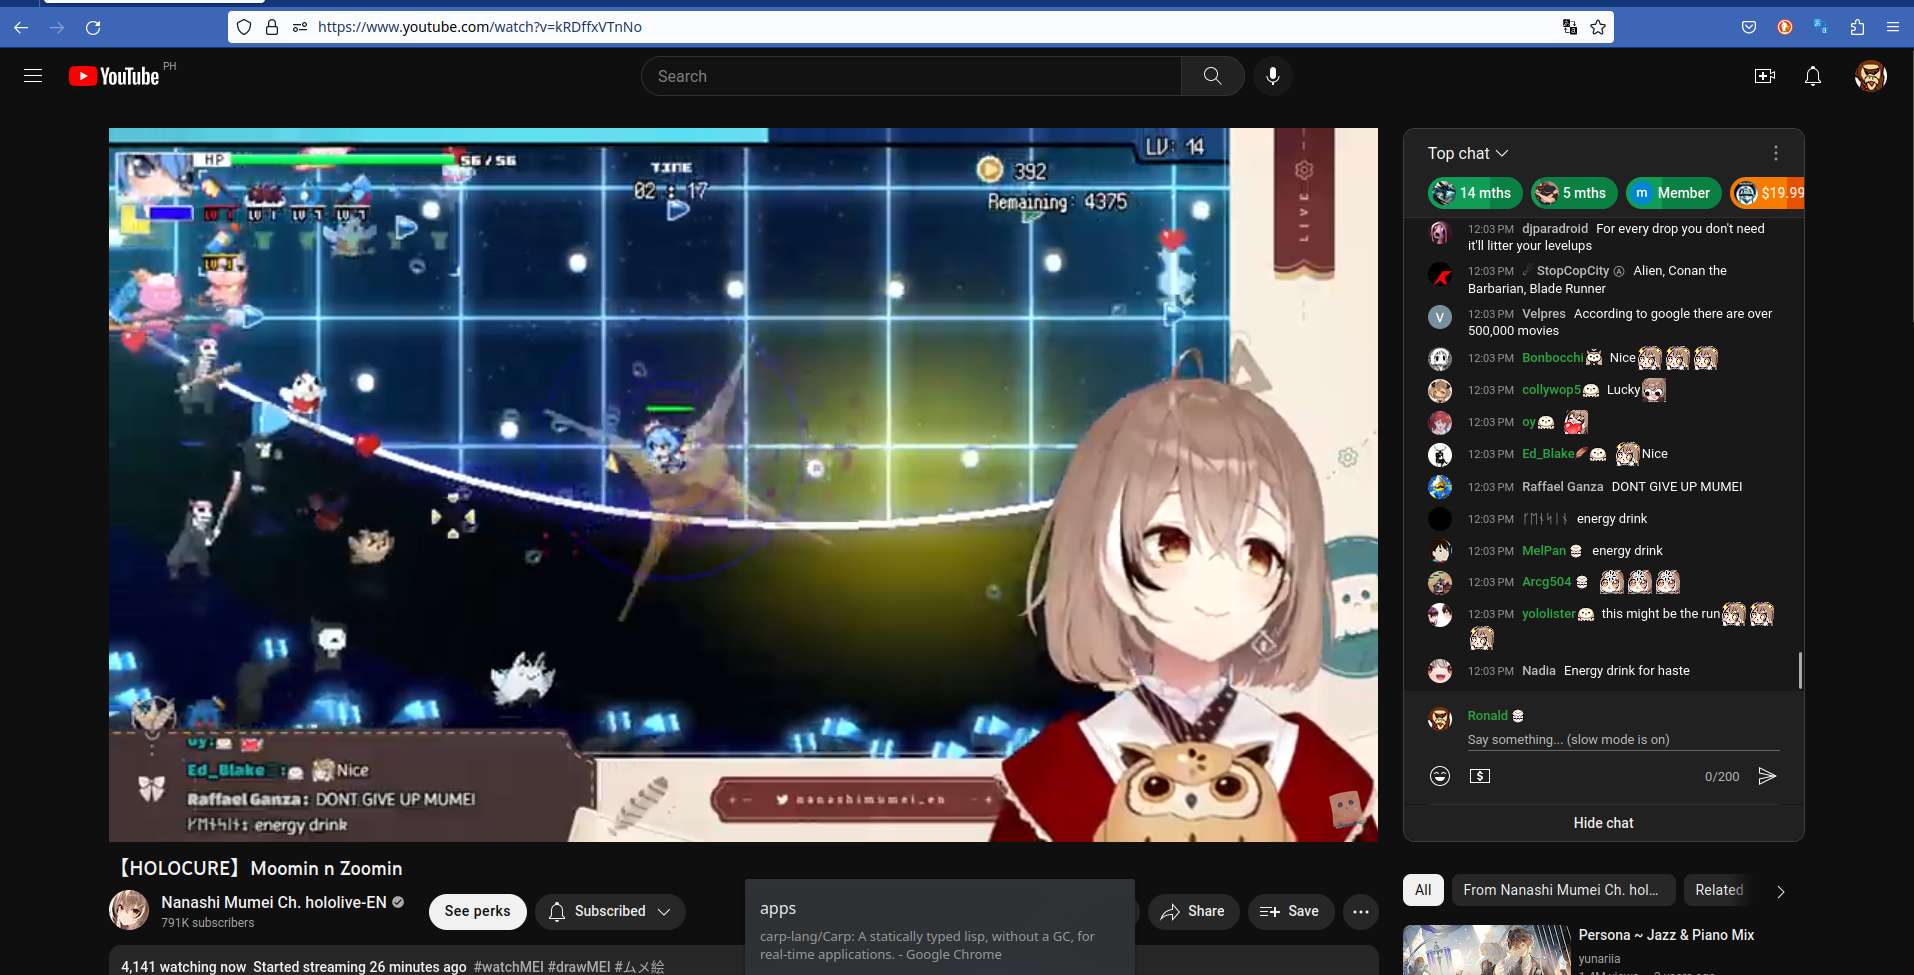 https://www.youtube.com/watch?v=kRDffxVTnNo
YouTube PH
Search
HP 56 / 56
TIME
02 : 17
392
Remaining: 4375
LV: 14
LIVE
oy:
Ed_Blake : Nice
Raffael Ganza: DONT GIVE UP MUMEI
ᚴᛖᚾᛋᛁᚾ: energy drink
nanashimumei_en
Top chat
14 mths
5 mths
m Member
$19.99
12:03 PM djparadroid For every drop you don't need
it'll litter your levelups
12:03 PM ☄ StopCopCity Ⓐ Alien, Conan the
Barbarian, Blade Runner
V 12:03 PM Velpres According to google there are over
500,000 movies
12:03 PM Bonbocchi Nice
12:03 PM collywop5 Lucky
12:03 PM oy
12:03 PM Ed_Blake Nice
12:03 PM Raffael Ganza DONT GIVE UP MUMEI
12:03 PM energy drink
12:03 PM MelPan energy drink
12:03 PM Arcg504
12:03 PM yololister this might be the run
12:03 PM Nadia Energy drink for haste
Ronald
Say something... (slow mode is on)
0/200
Hide chat
【HOLOCURE】Moomin n Zoomin
Nanashi Mumei Ch. hololive-EN
791K subscribers
See perks
Subscribed
Share
Save
4,141 watching now Started streaming 26 minutes ago #watchMEI #drawMEI #ムメ絵
apps
carp-lang/Carp: A statically typed lisp, without a GC, for
real-time applications. - Google Chrome
All
From Nanashi Mumei Ch. hol...
Related
Persona ~ Jazz & Piano Mix
yunariia